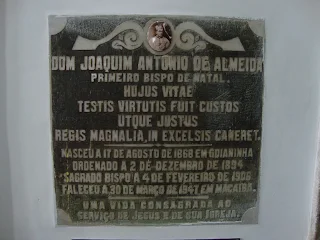 DOM JOAQUIM ANTONIO DE ALMEIDA
PRIMEIRO BISPO DE NATAL.
HUJUS VITAE
TESTIS VIRTUTIS FUIT CUSTOS
UTQUE JUSTUS
REGIS MAGNALIA, IN EXCELSIS CANERET.
NASCEU A 17 DE AGOSTO DE 1868 EM GOIANINHA
ORDENADO A 2 DE DEZEMBRO DE 1894
SAGRADO BISPO A 4 DE FEVEREIRO DE 1906
FALECEU A 30 DE MARÇO DE 1947 EM MACAIBA.
UMA VIDA CONSAGRADA AO
SERVIÇO DE JESUS E DE SUA IGREJA.